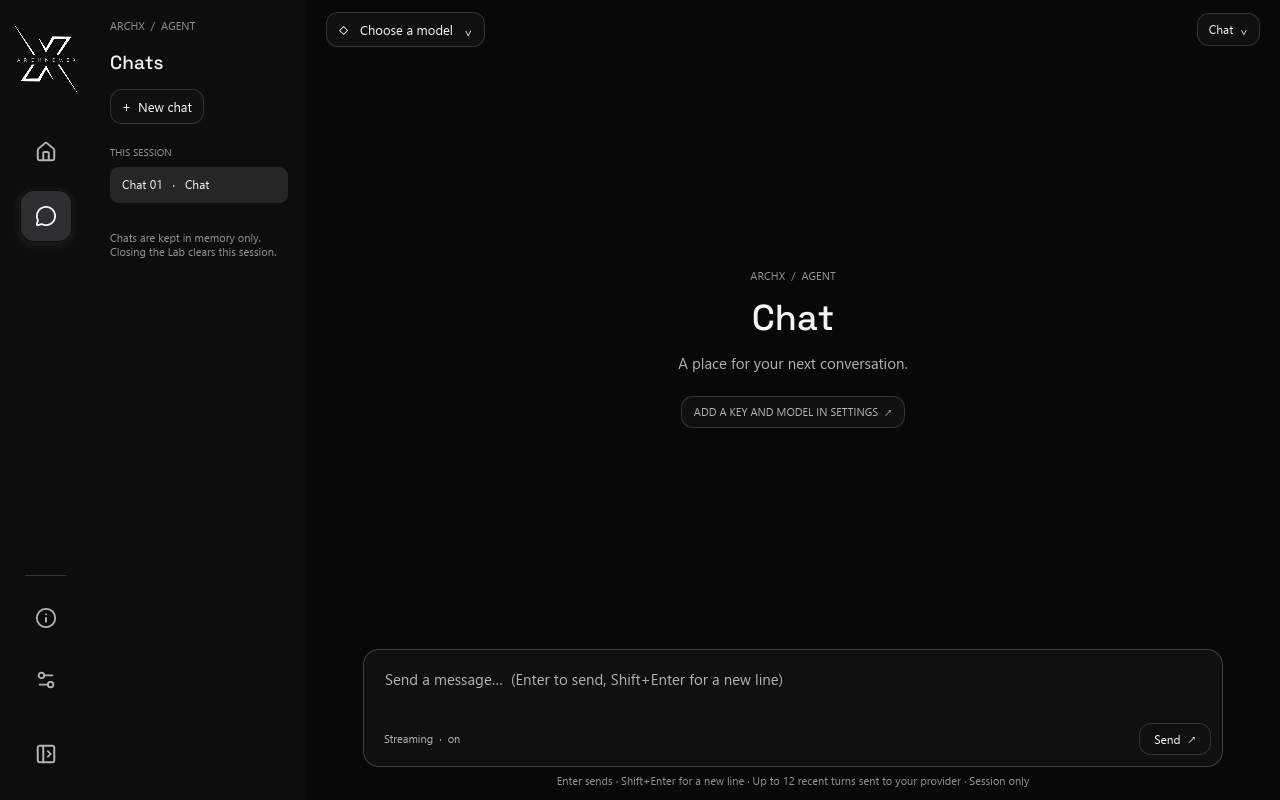 ARCHX / AGENT
Chats
+ New chat
THIS SESSION
Chat 01 · Chat
Chats are kept in memory only.
Closing the Lab clears this session.
Choose a model
Chat
ARCHX / AGENT
Chat
A place for your next conversation.
ADD A KEY AND MODEL IN SETTINGS ↗
Send a message... (Enter to send, Shift+Enter for a new line)
Streaming · on
Send ↗
Enter sends · Shift+Enter for a new line · Up to 12 recent turns sent to your provider · Session only